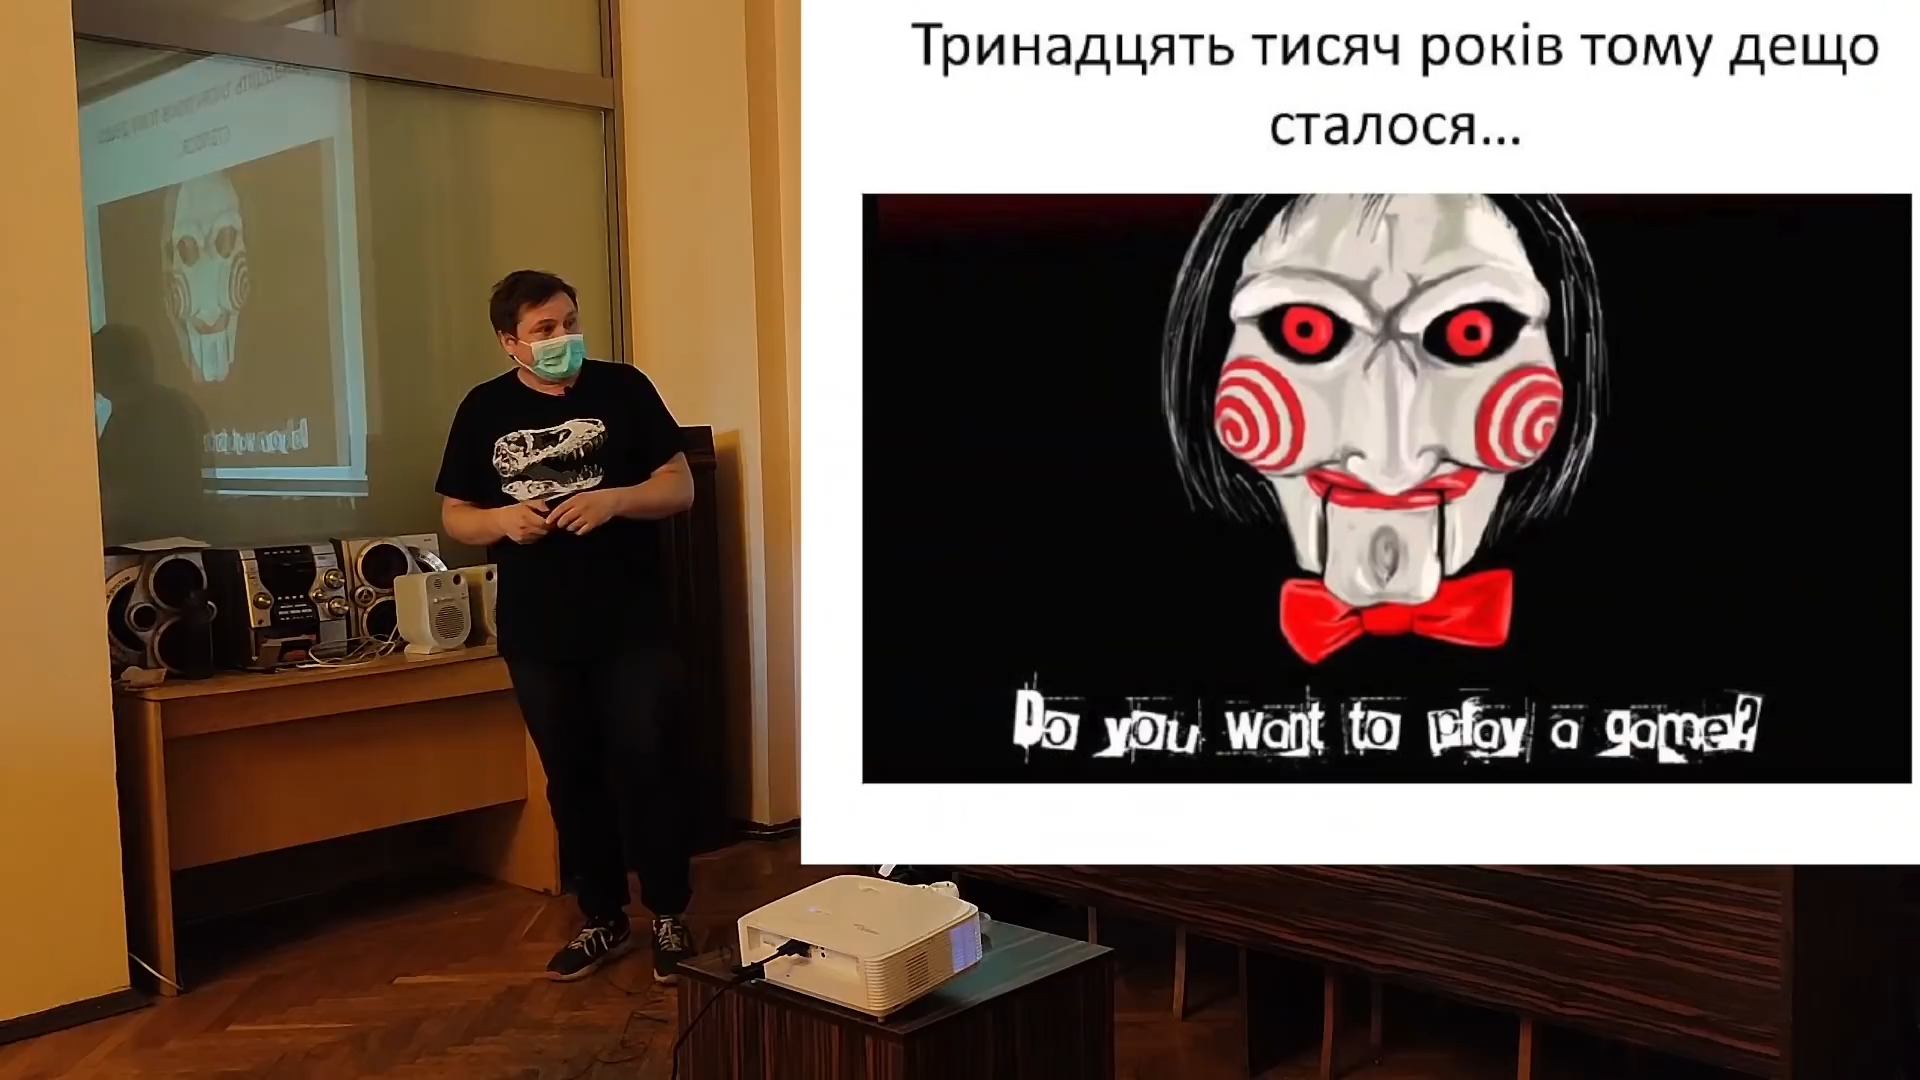 Тринадцять тисяч років тому дещо
сталося...
Do you want to play a game?